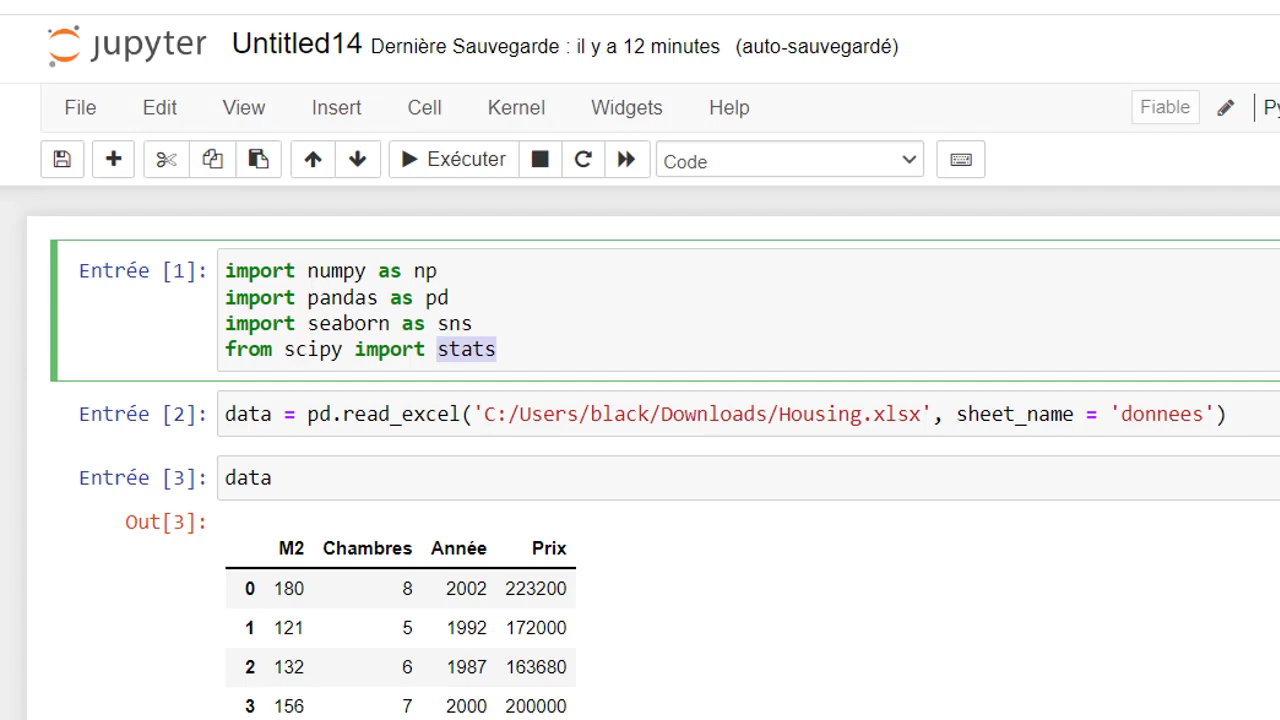 jupyter Untitled14 Dernière Sauvegarde : il y a 12 minutes (auto-sauvegardé)
File Edit View Insert Cell Kernel Widgets Help Fiable
Exécuter Code
Entrée [1]: import numpy as np
import pandas as pd
import seaborn as sns
from scipy import stats
Entrée [2]: data = pd.read_excel('C:/Users/black/Downloads/Housing.xlsx', sheet_name = 'donnees')
Entrée [3]: data
Out[3]:
M2 Chambres Année Prix
0 180 8 2002 223200
1 121 5 1992 172000
2 132 6 1987 163680
3 156 7 2000 200000